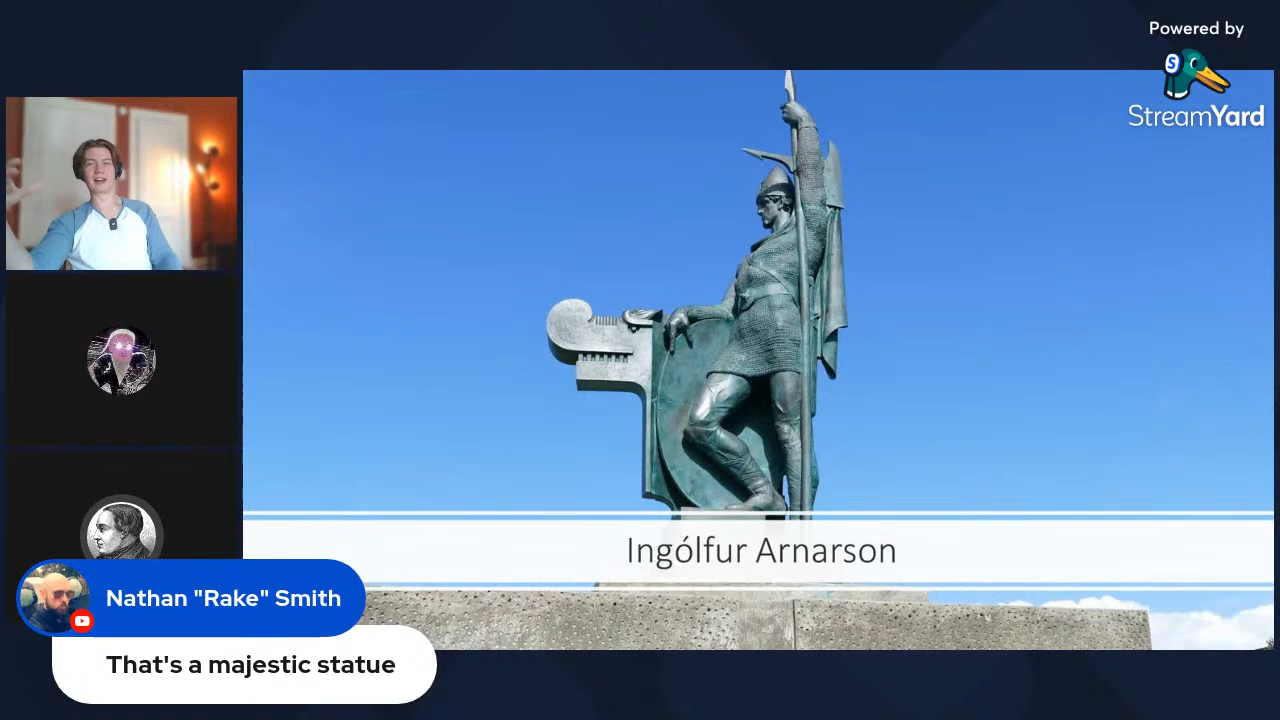 Powered by
StreamYard
Ingólfur Arnarson
Nathan "Rake" Smith
That's a majestic statue